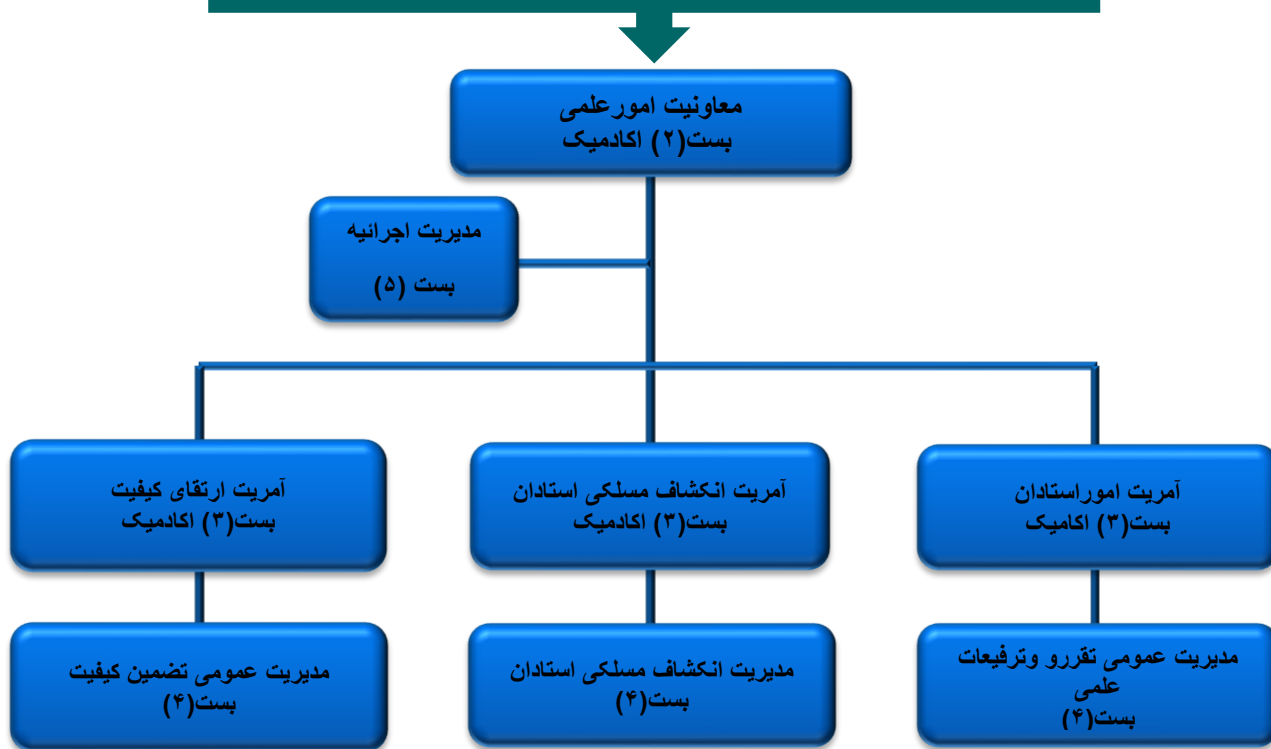 معاونیت امورعلمی
بست(۲) اکادمیک
مدیریت اجرائیه
بست (۵)
آمریت اموراستادان
بست(۳) اکامیک
آمریت انکشاف مسلکی استادان
بست(۳) اکادمیک
آمریت ارتقای کیفیت
بست(۳) اکادمیک
مدیریت عمومی تقررو وترفیعات
علمی
بست(۴)
مدیریت انکشاف مسلکی استادان
بست(۴)
مدیریت عمومی تضمین کیفیت
بست(۴)